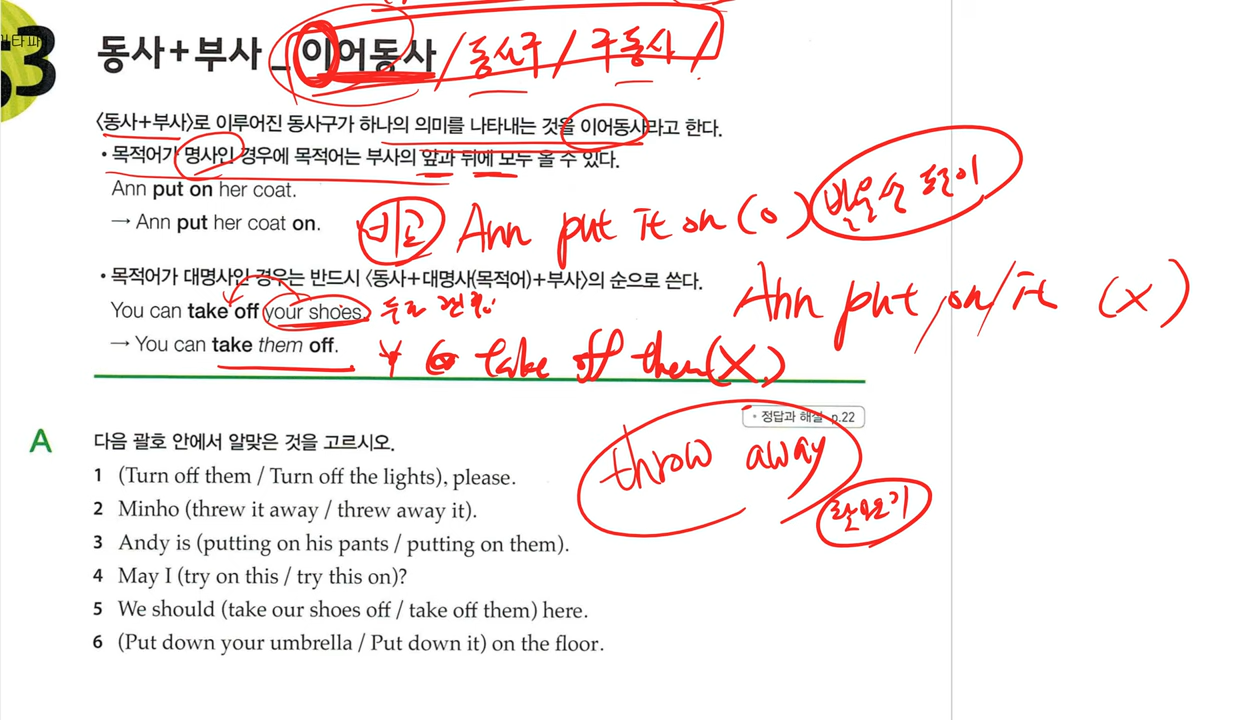 53
동사+부사_이어동사 / 동사구 / 구동사 /
〈동사+부사〉로 이루어진 동사구가 하나의 의미를 나타내는 것을 이어동사라고 한다.
• 목적어가 명사인 경우에 목적어는 부사의 앞과 뒤에 모두 올 수 있다.
Ann put on her coat.
→ Ann put her coat on.
비교 Ann put it on (o)
Ann put on/it (X)
• 목적어가 대명사인 경우는 반드시 〈동사+대명사(목적어)+부사〉의 순으로 쓴다.
You can take off your shoes.
→ You can take them off.
take off them (X)
• 정답과 해설 p.22
throw away
A 다음 괄호 안에서 알맞은 것을 고르시오.
1 (Turn off them / Turn off the lights), please.
2 Minho (threw it away / threw away it).
3 Andy is (putting on his pants / putting on them).
4 May I (try on this / try this on)?
5 We should (take our shoes off / take off them) here.
6 (Put down your umbrella / Put down it) on the floor.